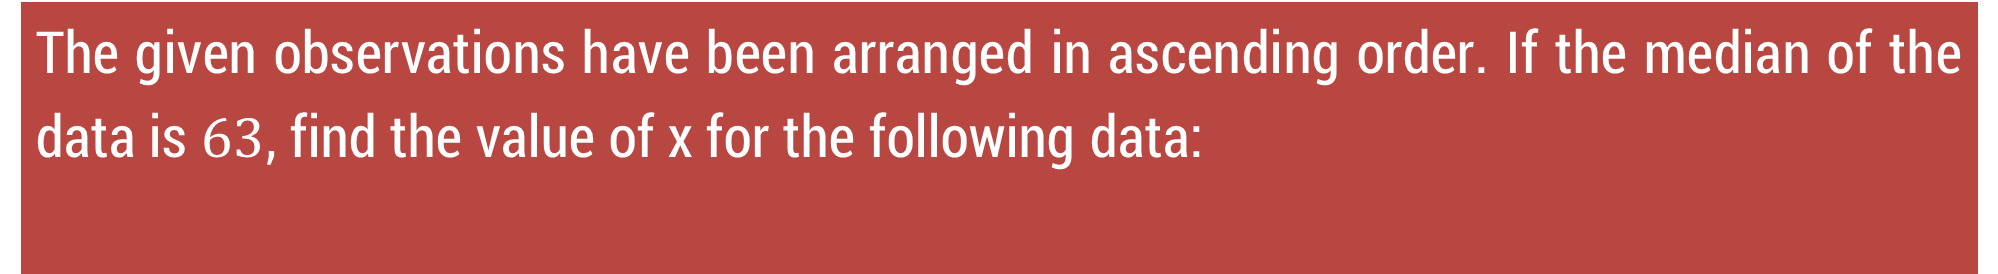 The given observations have been arranged in ascending order. If the median of the
data is 63, find the value of x for the following data: